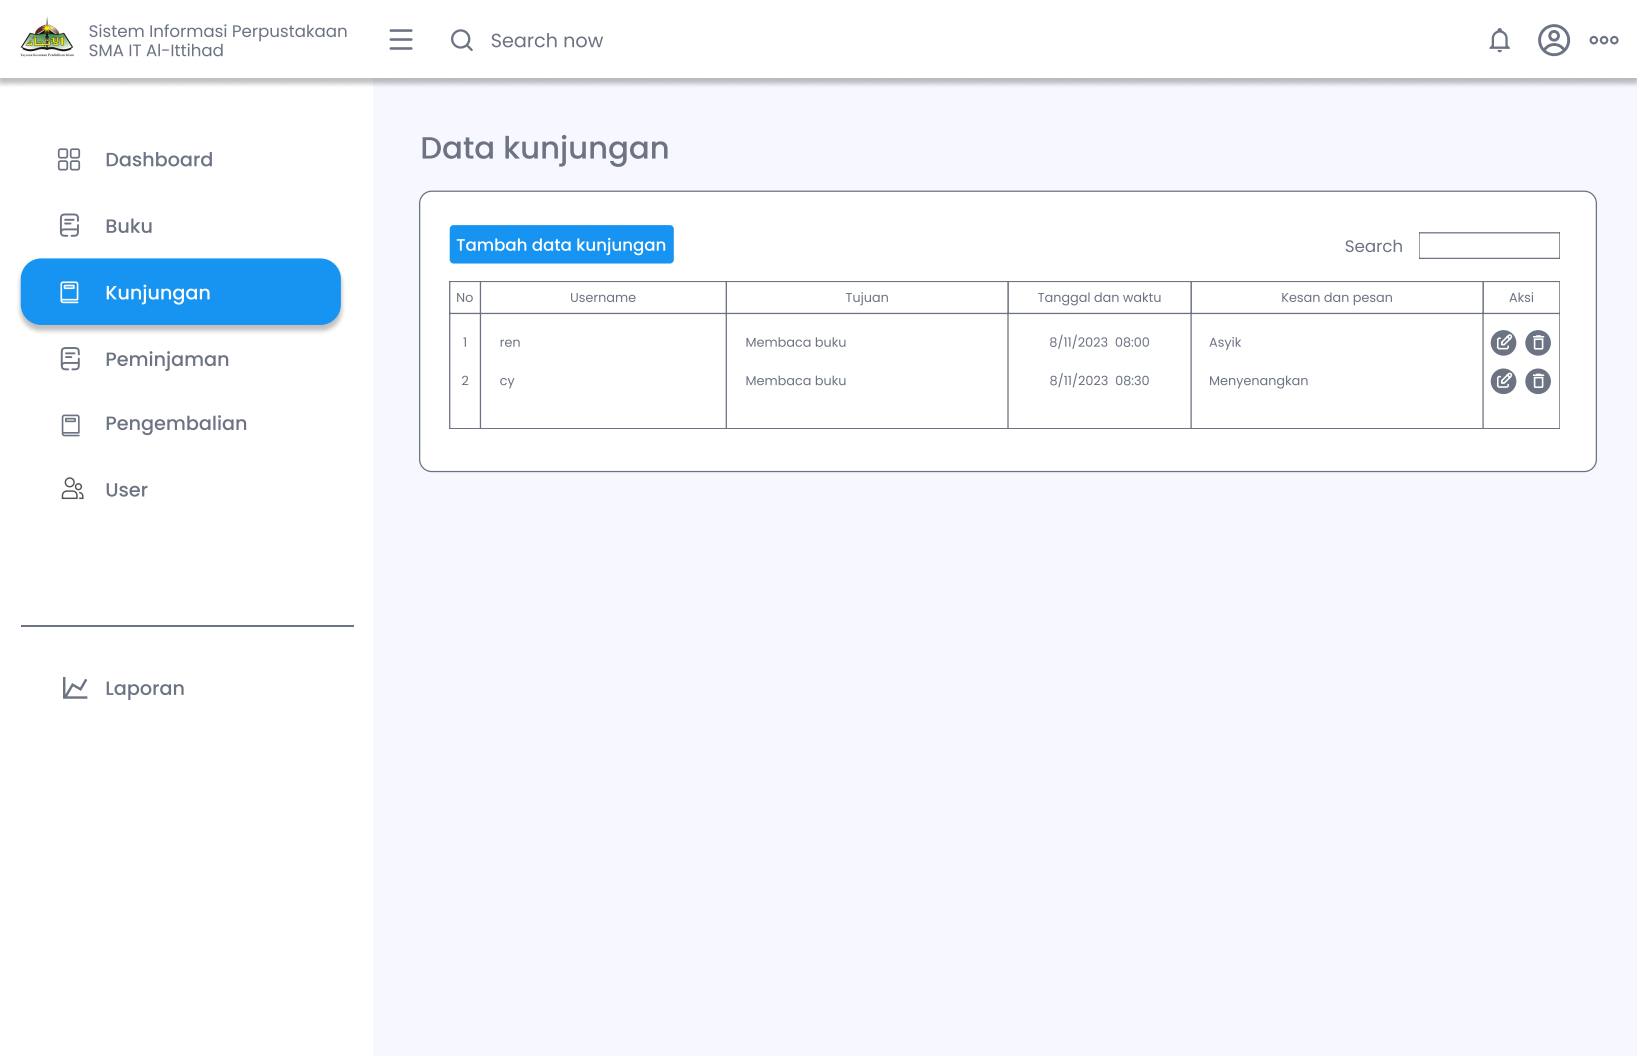 Sistem Informasi Perpustakaan
SMA IT Al-Ittihad
Search now
Dashboard
Buku
Kunjungan
Peminjaman
Pengembalian
User
Laporan
Data kunjungan
Tambah data kunjungan
Search
No Username Tujuan Tanggal dan waktu Kesan dan pesan Aksi
1 ren Membaca buku 8/11/2023 08:00 Asyik
2 cy Membaca buku 8/11/2023 08:30 Menyenangkan